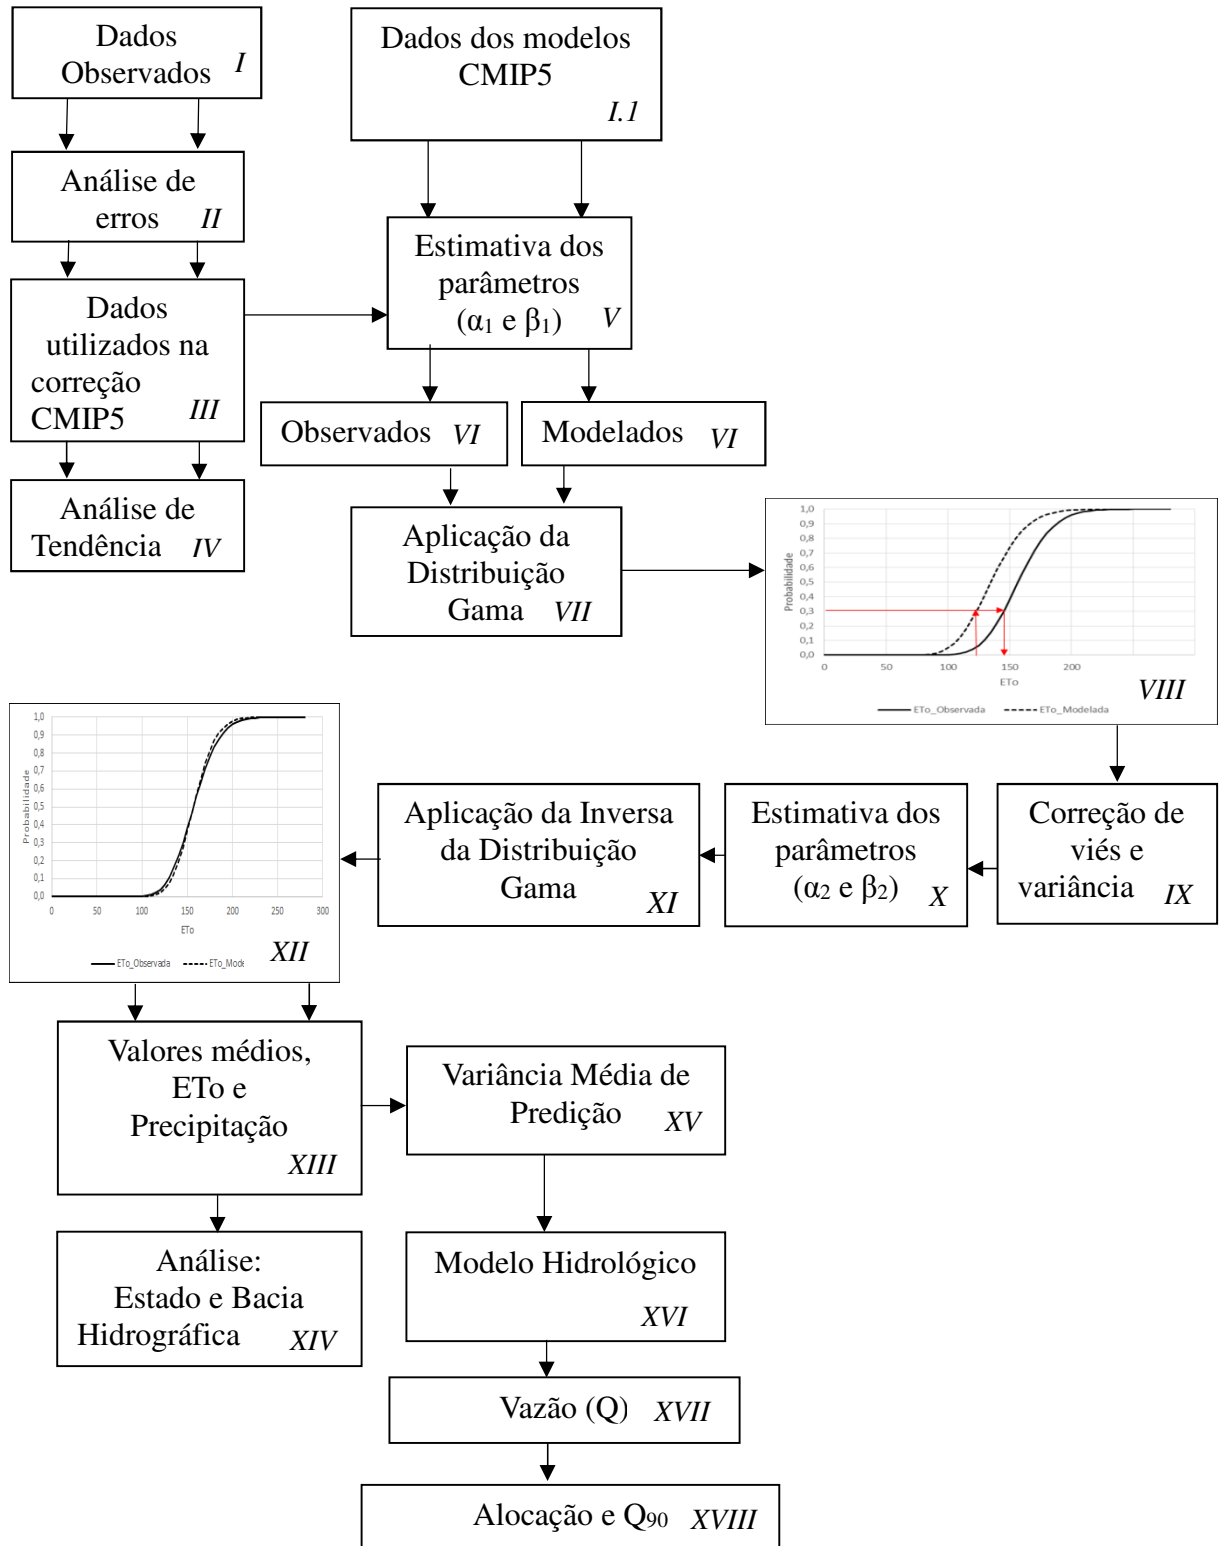 Dados
Observados I
Dados dos modelos
CMIP5
I.1
Análise de
erros II
Estimativa dos
parâmetros
(α₁ e β₁) V
Dados
utilizados na
correção
CMIP5 III
Observados VI
Modelados VI
Análise de
Tendência IV
Aplicação da
Distribuição
Gama VII
Probabilidade
1,0
0,9
0,8
0,7
0,6
0,5
0,4
0,3
0,2
0,1
0,0
0 50 100 150 200
ETo
VIII
ETo_Observada ETo_Modelada
Probabilidade
1,0
0,9
0,8
0,7
0,6
0,5
0,4
0,3
0,2
0,1
0,0
0 50 100 150 200 250 300
ETo
XII
ETo_Observada ETo_Mode
Aplicação da Inversa
da Distribuição
Gama XI
Estimativa dos
parâmetros
(α₂ e β₂) X
Correção de
viés e
variância IX
Valores médios,
ETo e
Precipitação
XIII
Variância Média de
Predição XV
Análise:
Estado e Bacia
Hidrográfica XIV
Modelo Hidrológico
XVI
Vazão (Q) XVII
Alocação e Q₉₀ XVIII